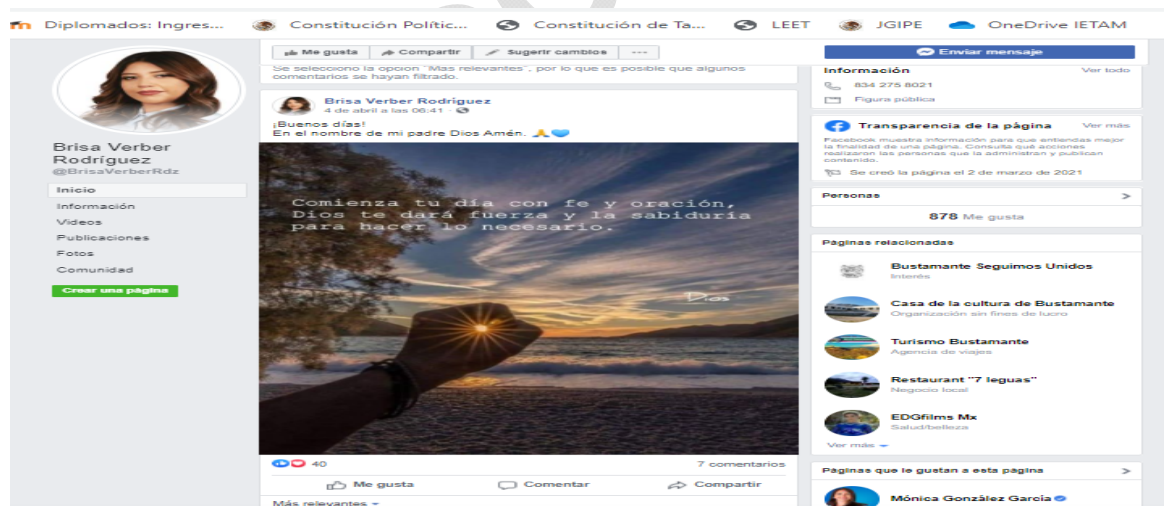 Diplomados: Ingres...
Constitución Polític...
Constitución de Ta...
LEET
JGIPE
OneDrive IETAM
Brisa Verber
Rodríguez
@BrisaVerberRdz
Inicio
Información
Videos
Publicaciones
Fotos
Comunidad
Crear una página
Me gusta
Compartir
Sugerir cambios
...
Se seleccionó la opción "Más relevantes", por lo que es posible que algunos
comentarios se hayan filtrado.
Brisa Verber Rodríguez
4 de abril a las 06:41 ·
¡Buenos días!
En el nombre de mi padre Dios Amén. 🙏💙
Comienza tu día con fe y oración,
Dios te dará fuerza y la sabiduría
para hacer lo necesario.
Dios
40
7 comentarios
Me gusta
Comentar
Compartir
Más relevantes
Enviar mensaje
Información
Ver todo
834 275 8021
Figura pública
Transparencia de la página
Ver más
Facebook muestra información para que entiendas mejor
la finalidad de una página. Consulta qué acciones
realizaron las personas que la administran y publican
contenido.
Se creó la página el 2 de marzo de 2021
Personas
878 Me gusta
Páginas relacionadas
Bustamante Seguimos Unidos
Interés
Casa de la cultura de Bustamante
Organización sin fines de lucro
Turismo Bustamante
Agencia de viajes
Restaurant "7 leguas"
Negocio local
EDGfilms Mx
Salud/belleza
Ver más
Páginas que le gustan a esta página
Mónica González García